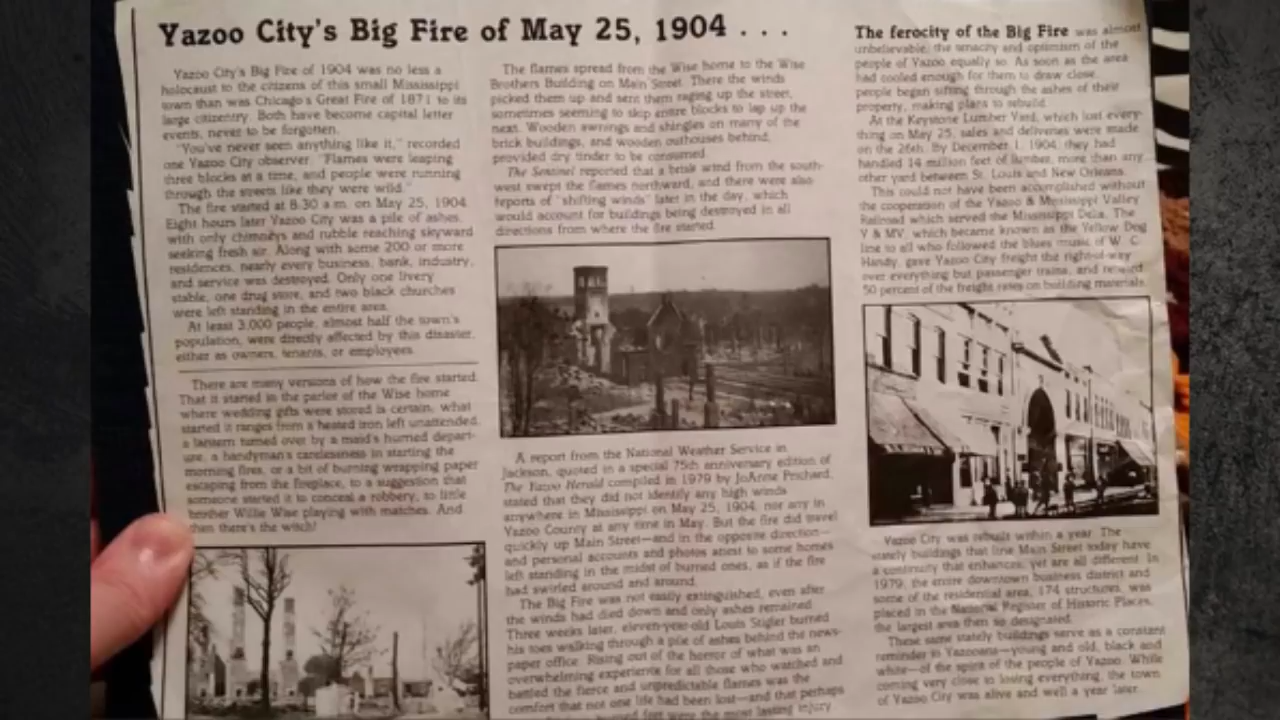 Yazoo City's Big Fire of May 25, 1904 . . .
Yazoo City's Big Fire of 1904 was no less a
holocaust to the citizens of this small Mississippi
town than was Chicago's Great Fire of 1871 to its
large citizentry. Both have become capital letter
events, never to be forgotten.
"You've never seen anything like it," recorded
one Yazoo City observer. "Flames were leaping
three blocks at a time, and people were running
through the streets like they were wild."
The fire started at 8:30 a.m. on May 25, 1904.
Eight hours later Yazoo City was a pile of ashes,
with only chimneys and rubble reaching skyward
seeking fresh air. Along with some 200 or more
residences, nearly every business, bank, industry,
and service was destroyed. Only one livery
stable, one drug store, and two black churches
were left standing in the entire area.
At least 3,000 people, almost half the town's
population, were directly affected by this disaster,
either as owners, tenants, or employees.
There are many versions of how the fire started.
That it started in the parlor of the Wise home
where wedding gifts were stored is certain, what
started it ranges from a heated iron left unattended,
a lantern turned over by a maid's hurried depart-
ure, a handyman's carelessness in starting the
morning fires, or a bit of burning wrapping paper
escaping from the fireplace, to a suggestion that
someone started it to conceal a robbery, to little
brother Willie Wise playing with matches. And
then there's the witch!
The flames spread from the Wise home to the Wise
Brothers Building on Main Street. There the winds
picked them up and sent them raging up the street,
sometimes seeming to skip entire blocks to lap up the
next. Wooden awnings and shingles on many of the
brick buildings, and wooden outhouses behind,
provided dry tinder to be consumed.
The Sentinel reported that a brisk wind from the south-
west swept the flames northward, and there were also
reports of "shifting winds" later in the day, which
would account for buildings being destroyed in all
directions from where the fire started.
A report from the National Weather Service in
Jackson, quoted in a special 75th anniversary edition of
The Yazoo Herald compiled in 1979 by JoAnne Prichard,
stated that they did not identify any high winds
anywhere in Mississippi on May 25, 1904, nor any in
Yazoo County at any time in May. But the fire did travel
quickly up Main Street—and in the opposite direction—
and personal accounts and photos attest to some homes
left standing in the midst of burned ones, as if the fire
had swirled around and around.
The Big Fire was not easily extinguished, even after
the winds had died down and only ashes remained.
Three weeks later, eleven-year-old Louis Stigler burned
his toes walking through a pile of ashes behind the news-
paper office. Rising out of the horror of what was an
overwhelming experience for all those who watched and
battled the fierce and unpredictable flames was the
comfort that not one life had been lost—and that perhaps
burned feet were the most lasting injury
The ferocity of the Big Fire was almost
unbelievable; the tenacity and optimism of the
people of Yazoo equally so. As soon as the area
had cooled enough for them to draw close,
people began sifting through the ashes of their
property, making plans to rebuild.
At the Keystone Lumber Yard, which lost every-
thing on May 25, sales and deliveries were made
on the 26th. By December 1, 1904, they had
handled 14 million feet of lumber, more than any
other yard between St. Louis and New Orleans.
This could not have been accomplished without
the cooperation of the Yazoo & Mississippi Valley
Railroad which served the Mississippi Delta. The
Y & MV, which became known as the Yellow Dog
line to all who followed the blues music of W. C.
Handy, gave Yazoo City freight the right-of-way
over everything but passenger trains, and
50 percent of the freight rates on building materials.
Yazoo City was rebuilt within a year. The
stately buildings that line Main Street today have
a continuity that enhances, yet are all different. In
1979, the entire downtown business district and
some of the residential area, 174 structures, was
placed in the National Register of Historic Places,
the largest area then so designated.
These same stately buildings serve as a constant
reminder to Yazooans—young and old, black and
white—of the spirit of the people of Yazoo. While
coming very close to losing everything, the town
of Yazoo City was alive and well a year later.